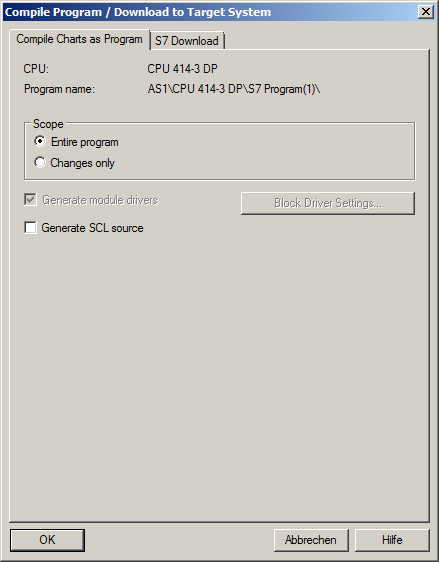 Compile Program / Download to Target System
Compile Charts as Program S7 Download
CPU: CPU 414-3 DP
Program name: AS1\CPU 414-3 DP\S7 Program(1)\
Scope
Entire program
Changes only
Generate module drivers Block Driver Settings...
Generate SCL source
OK Abbrechen Hilfe